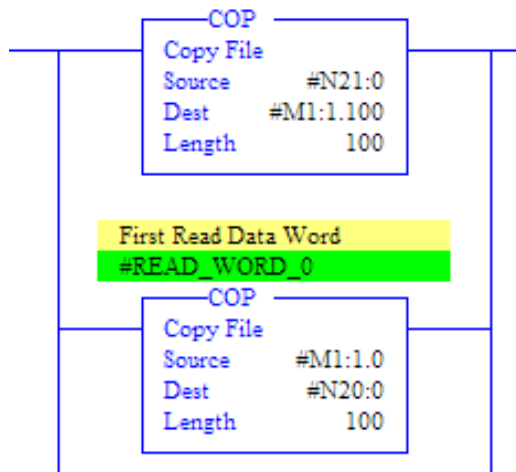 COP
Copy File
Source #N21:0
Dest #M1:1.100
Length 100
First Read Data Word
#READ_WORD_0
COP
Copy File
Source #M1:1.0
Dest #N20:0
Length 100